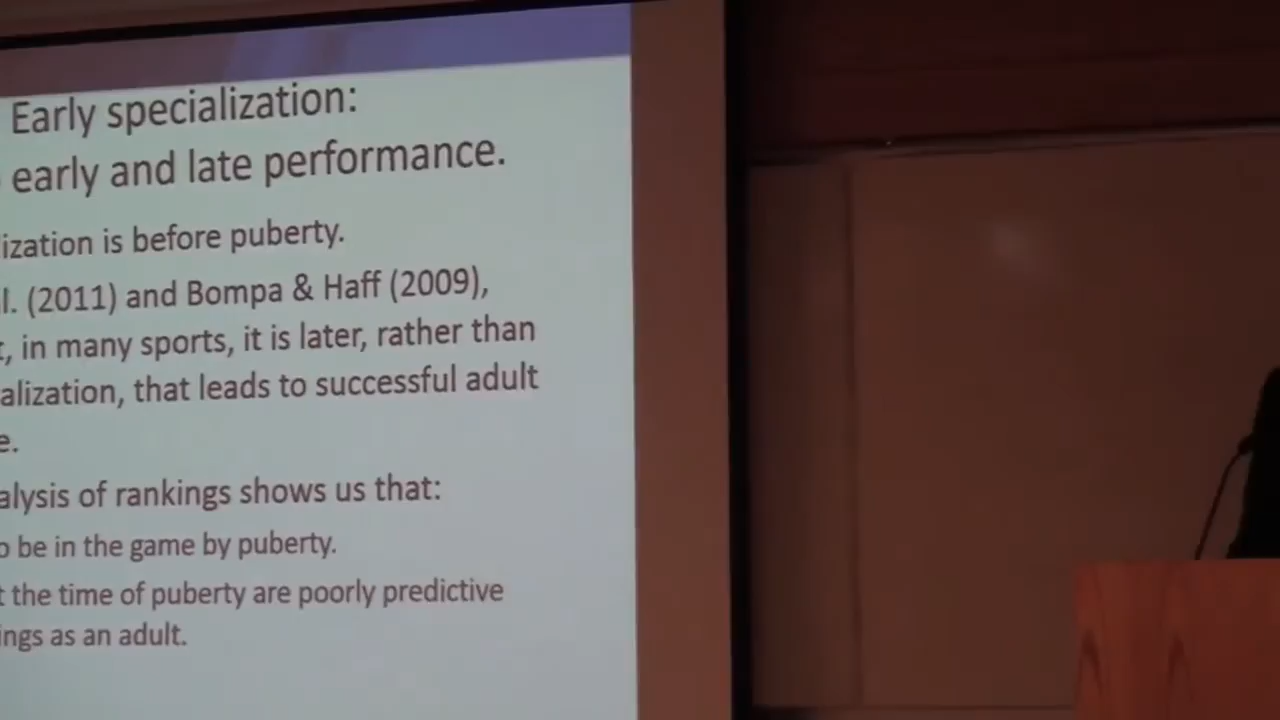 Early specialization:
early and late performance.
ization is before puberty.
l. (2011) and Bompa & Haff (2009),
, in many sports, it is later, rather than
alization, that leads to successful adult
e.
alysis of rankings shows us that:
o be in the game by puberty.
t the time of puberty are poorly predictive
ings as an adult.